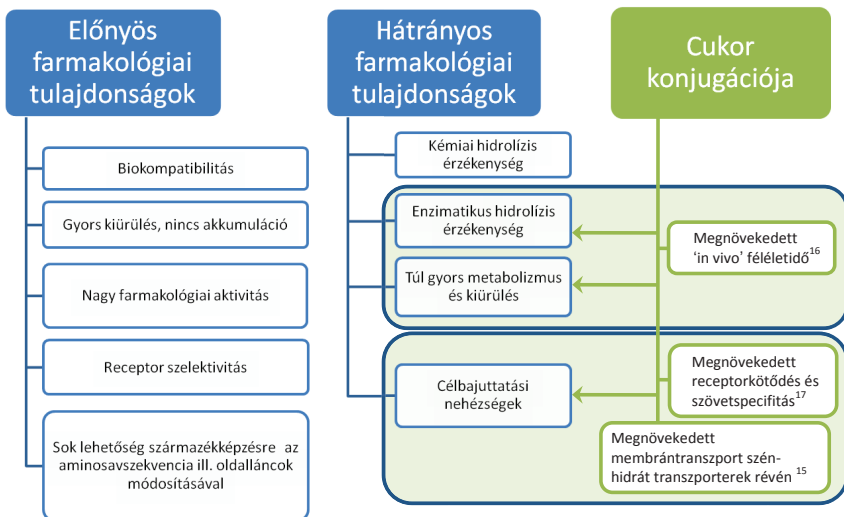 Előnyös
farmakológiai
tulajdonságok
Biokompatibilitás
Gyors kiürülés, nincs akkumuláció
Nagy farmakológiai aktivitás
Receptor szelektivitás
Sok lehetőség származékképzésre az
aminosavszekvencia ill. oldalláncok
módosításával
Hátrányos
farmakológiai
tulajdonságok
Kémiai hidrolízis
érzékenység
Enzimatikus hidrolízis
érzékenység
Túl gyors metabolizmus
és kiürülés
Célbajuttatási
nehézségek
Cukor
konjugációja
Megnövekedett
‘in vivo’ féléletidő16
Megnövekedett
receptorkötődés és
szövetspecifitás17
Megnövekedett
membrántranszport szén-
hidrát transzporterek révén 15